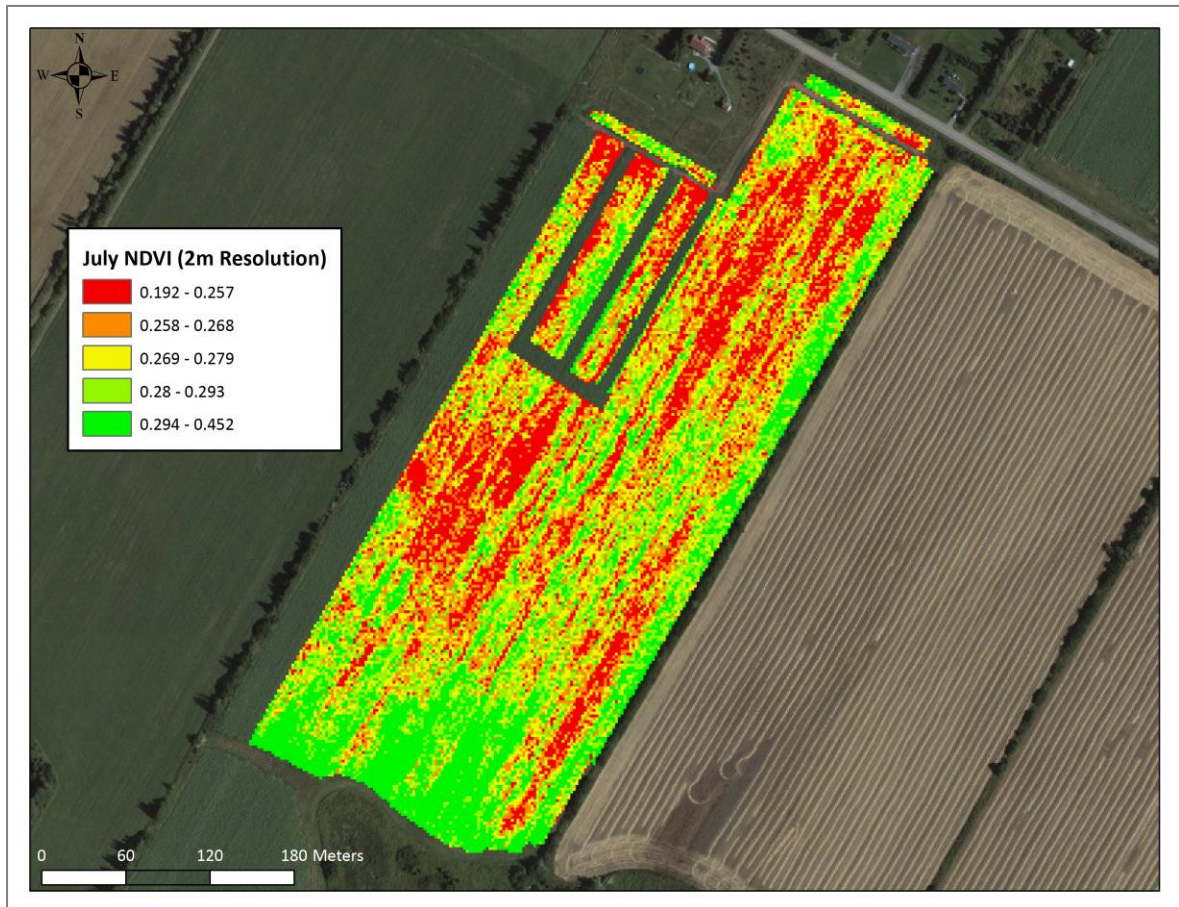 N
W E
S
July NDVI (2m Resolution)
0.192 - 0.257
0.258 - 0.268
0.269 - 0.279
0.28 - 0.293
0.294 - 0.452
0 60 120 180 Meters